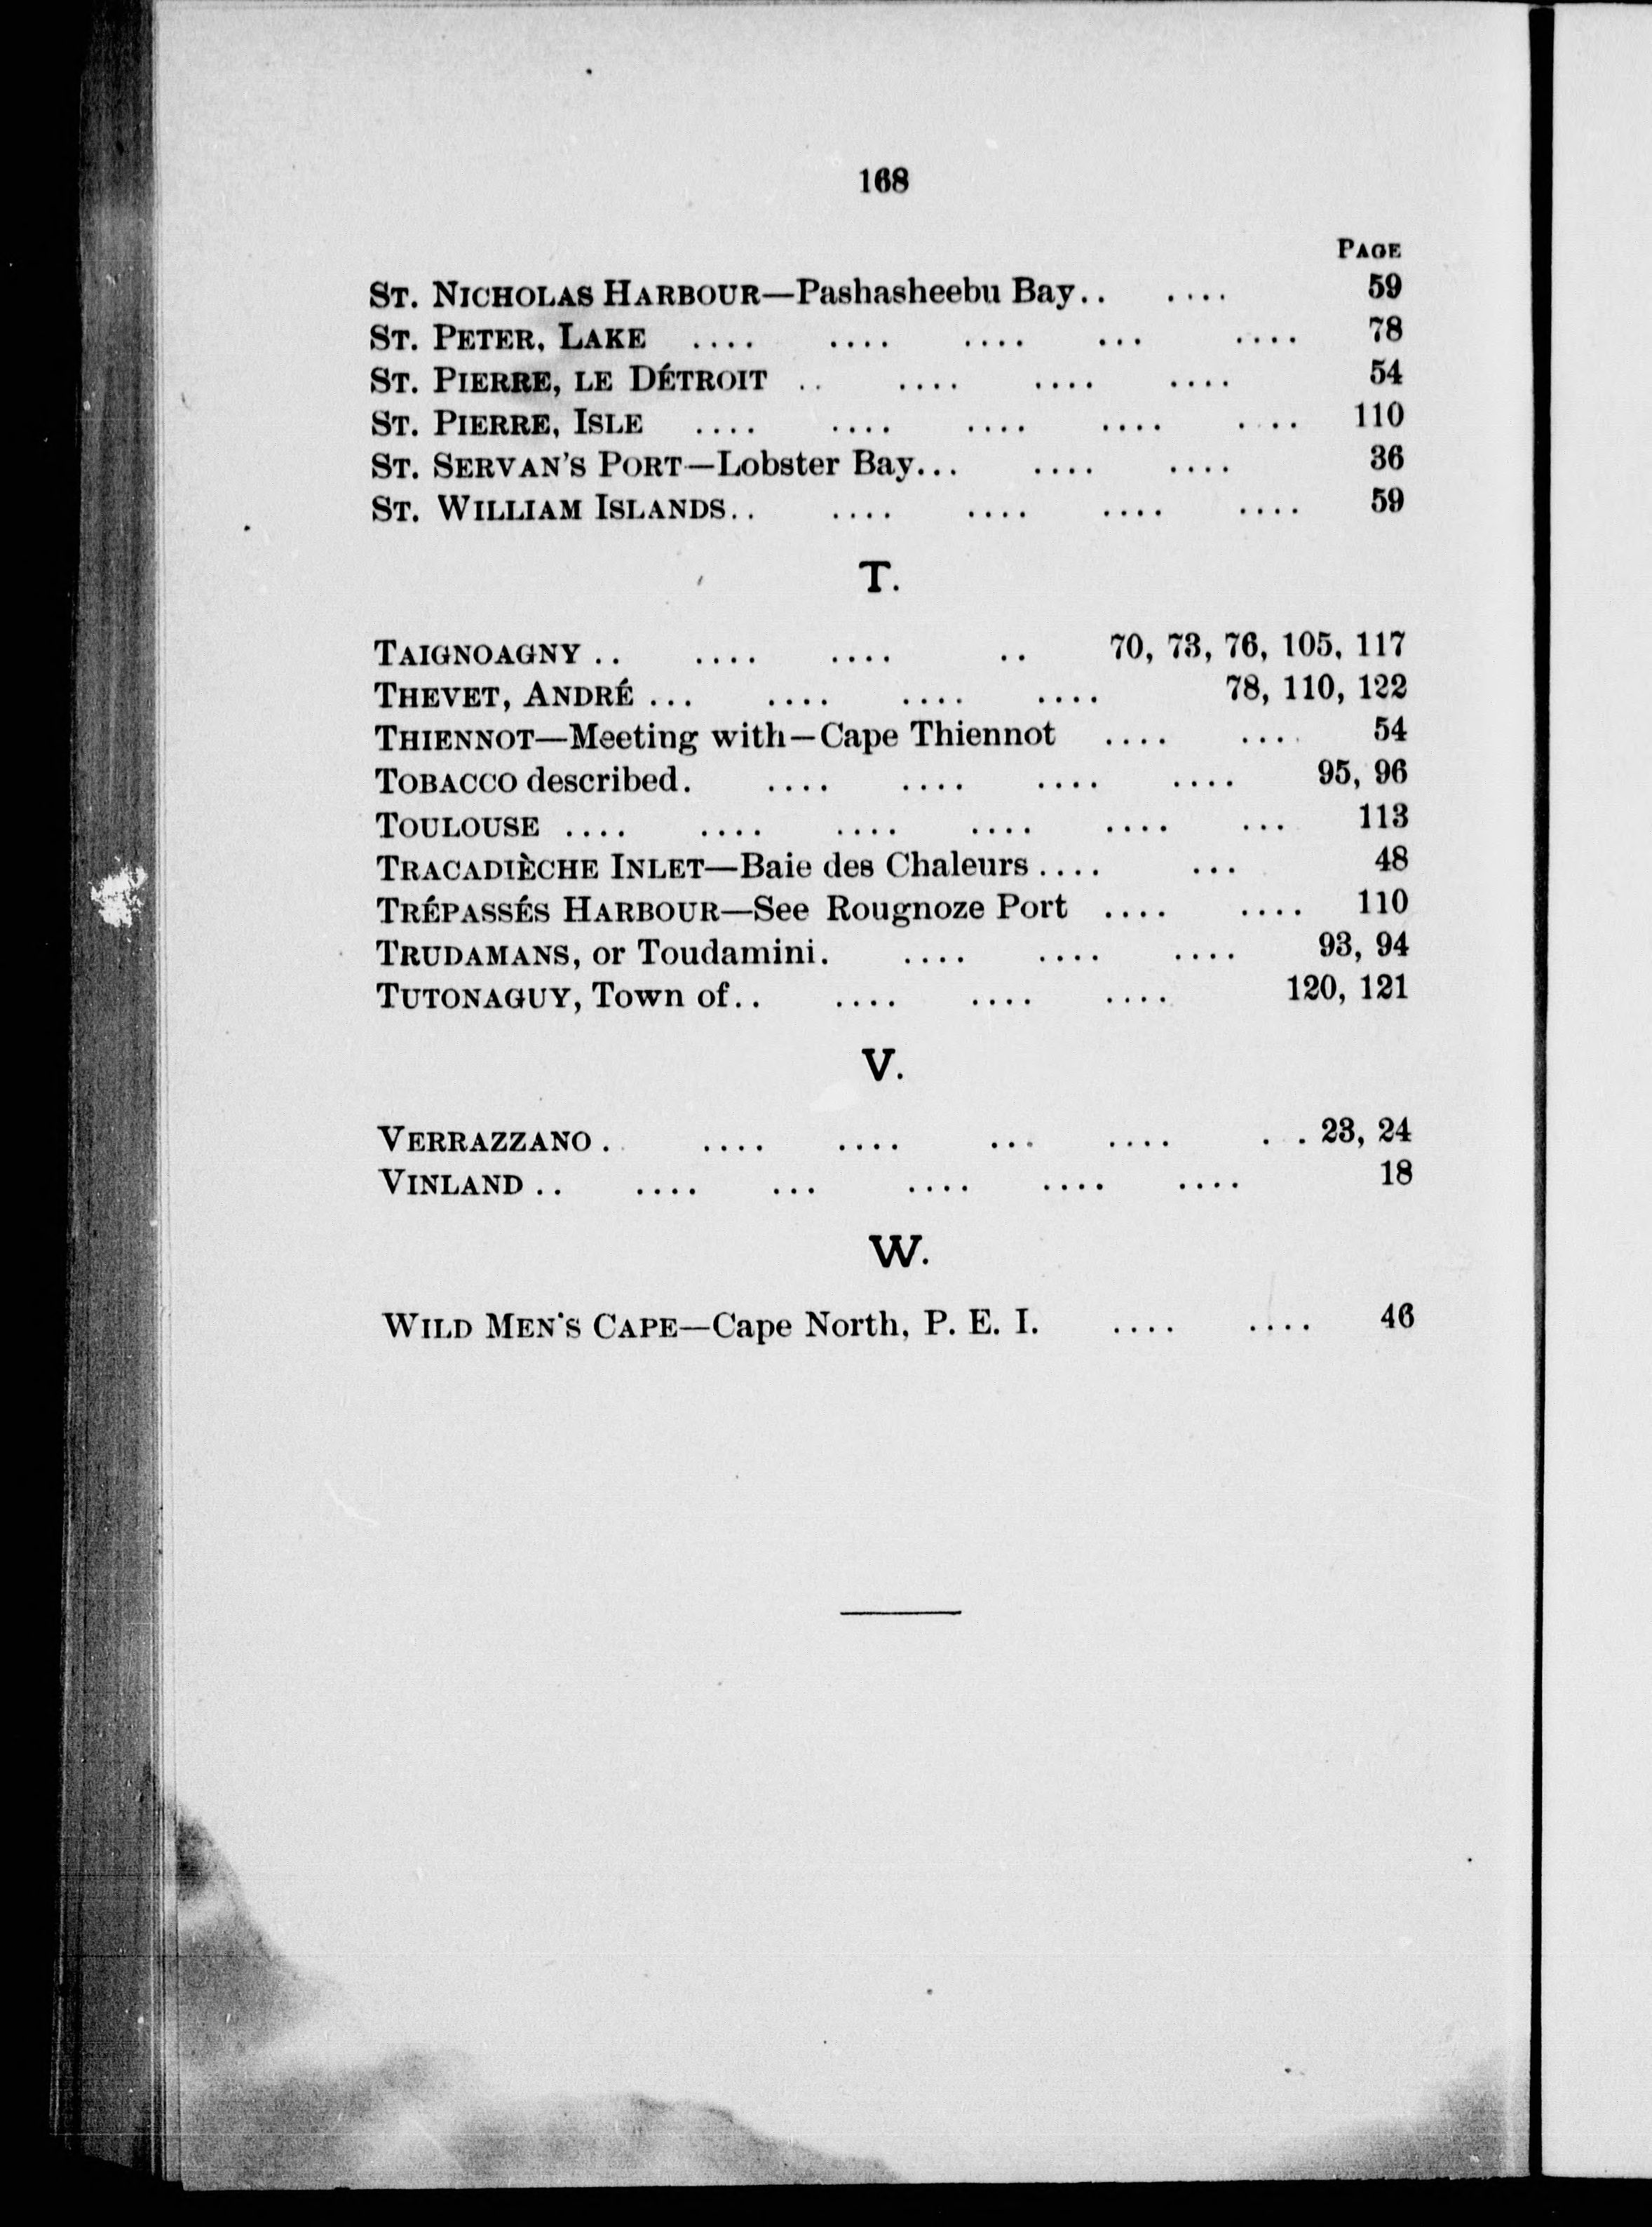 168
PAGE
ST. NICHOLAS HARBOUR—Pashasheebu Bay.. .... 59
ST. PETER, LAKE .... .... .... ... .... 78
ST. PIERRE, LE DÉTROIT .. .... .... .... 54
ST. PIERRE, ISLE .... .... .... .... .... 110
ST. SERVAN'S PORT—Lobster Bay... .... .... 36
ST. WILLIAM ISLANDS.. .... .... .... .... 59
T.
TAIGNOAGNY .. .... .... .. 70, 73, 76, 105, 117
THEVET, ANDRÉ ... .... .... .... 78, 110, 122
THIENNOT—Meeting with—Cape Thiennot .... .... 54
TOBACCO described. .... .... .... .... 95, 96
TOULOUSE .... .... .... .... .... ... 113
TRACADIÈCHE INLET—Baie des Chaleurs .... ... 48
TRÉPASSÉS HARBOUR—See Rougnoze Port .... .... 110
TRUDAMANS, or Toudamini. .... .... .... 93, 94
TUTONAGUY, Town of.. .... .... .... 120, 121
V.
VERRAZZANO .. .... .... ... .... .. 23, 24
VINLAND .. .... ... .... .... .... 18
W.
WILD MEN'S CAPE—Cape North, P. E. I. .... .... 46